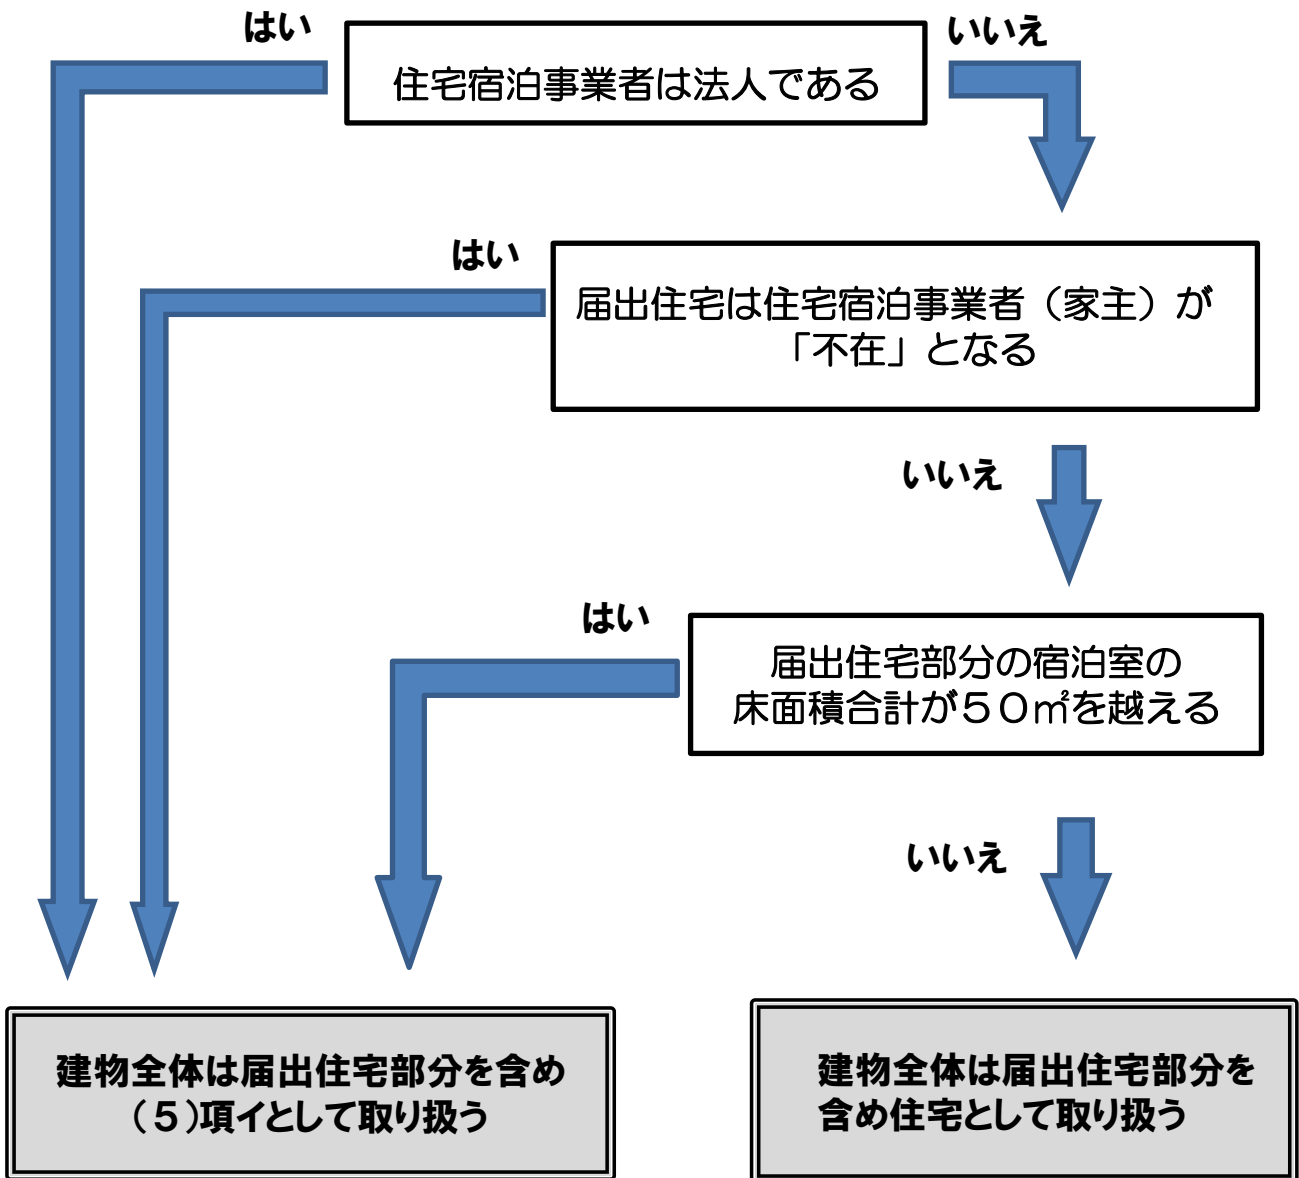 はい
いいえ
住宅宿泊事業者は法人である
はい
届出住宅は住宅宿泊事業者（家主）が
「不在」となる
いいえ
はい
届出住宅部分の宿泊室の
床面積合計が５０㎡を越える
いいえ
建物全体は届出住宅部分を含め
（５）項イとして取り扱う
建物全体は届出住宅部分を
含め住宅として取り扱う